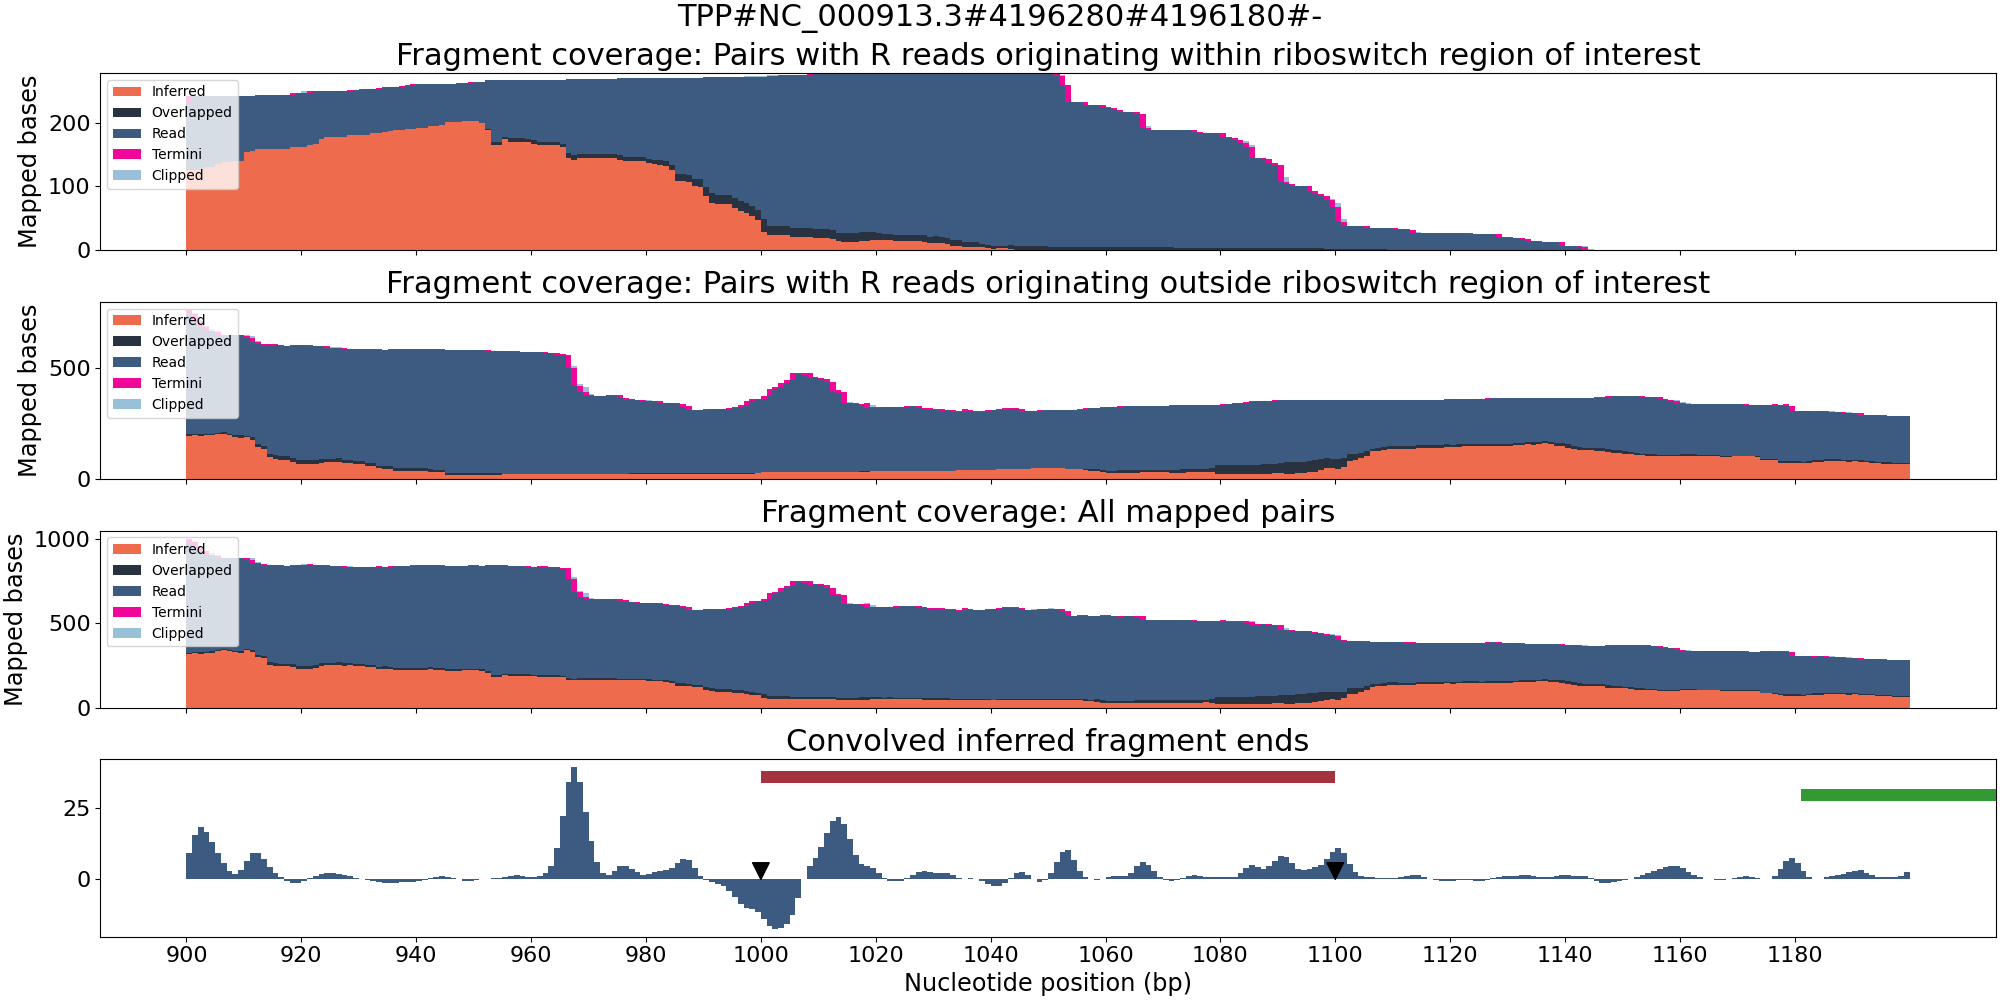 TPP#NC_000913.3#4196280#4196180#-
Fragment coverage: Pairs with R reads originating within riboswitch region of interest
Mapped bases
200
100
0
Inferred
Overlapped
Read
Termini
Clipped
Fragment coverage: Pairs with R reads originating outside riboswitch region of interest
Mapped bases
500
0
Inferred
Overlapped
Read
Termini
Clipped
Fragment coverage: All mapped pairs
Mapped bases
1000
500
0
Inferred
Overlapped
Read
Termini
Clipped
Convolved inferred fragment ends
25
0
900 920 940 960 980 1000 1020 1040 1060 1080 1100 1120 1140 1160 1180
Nucleotide position (bp)